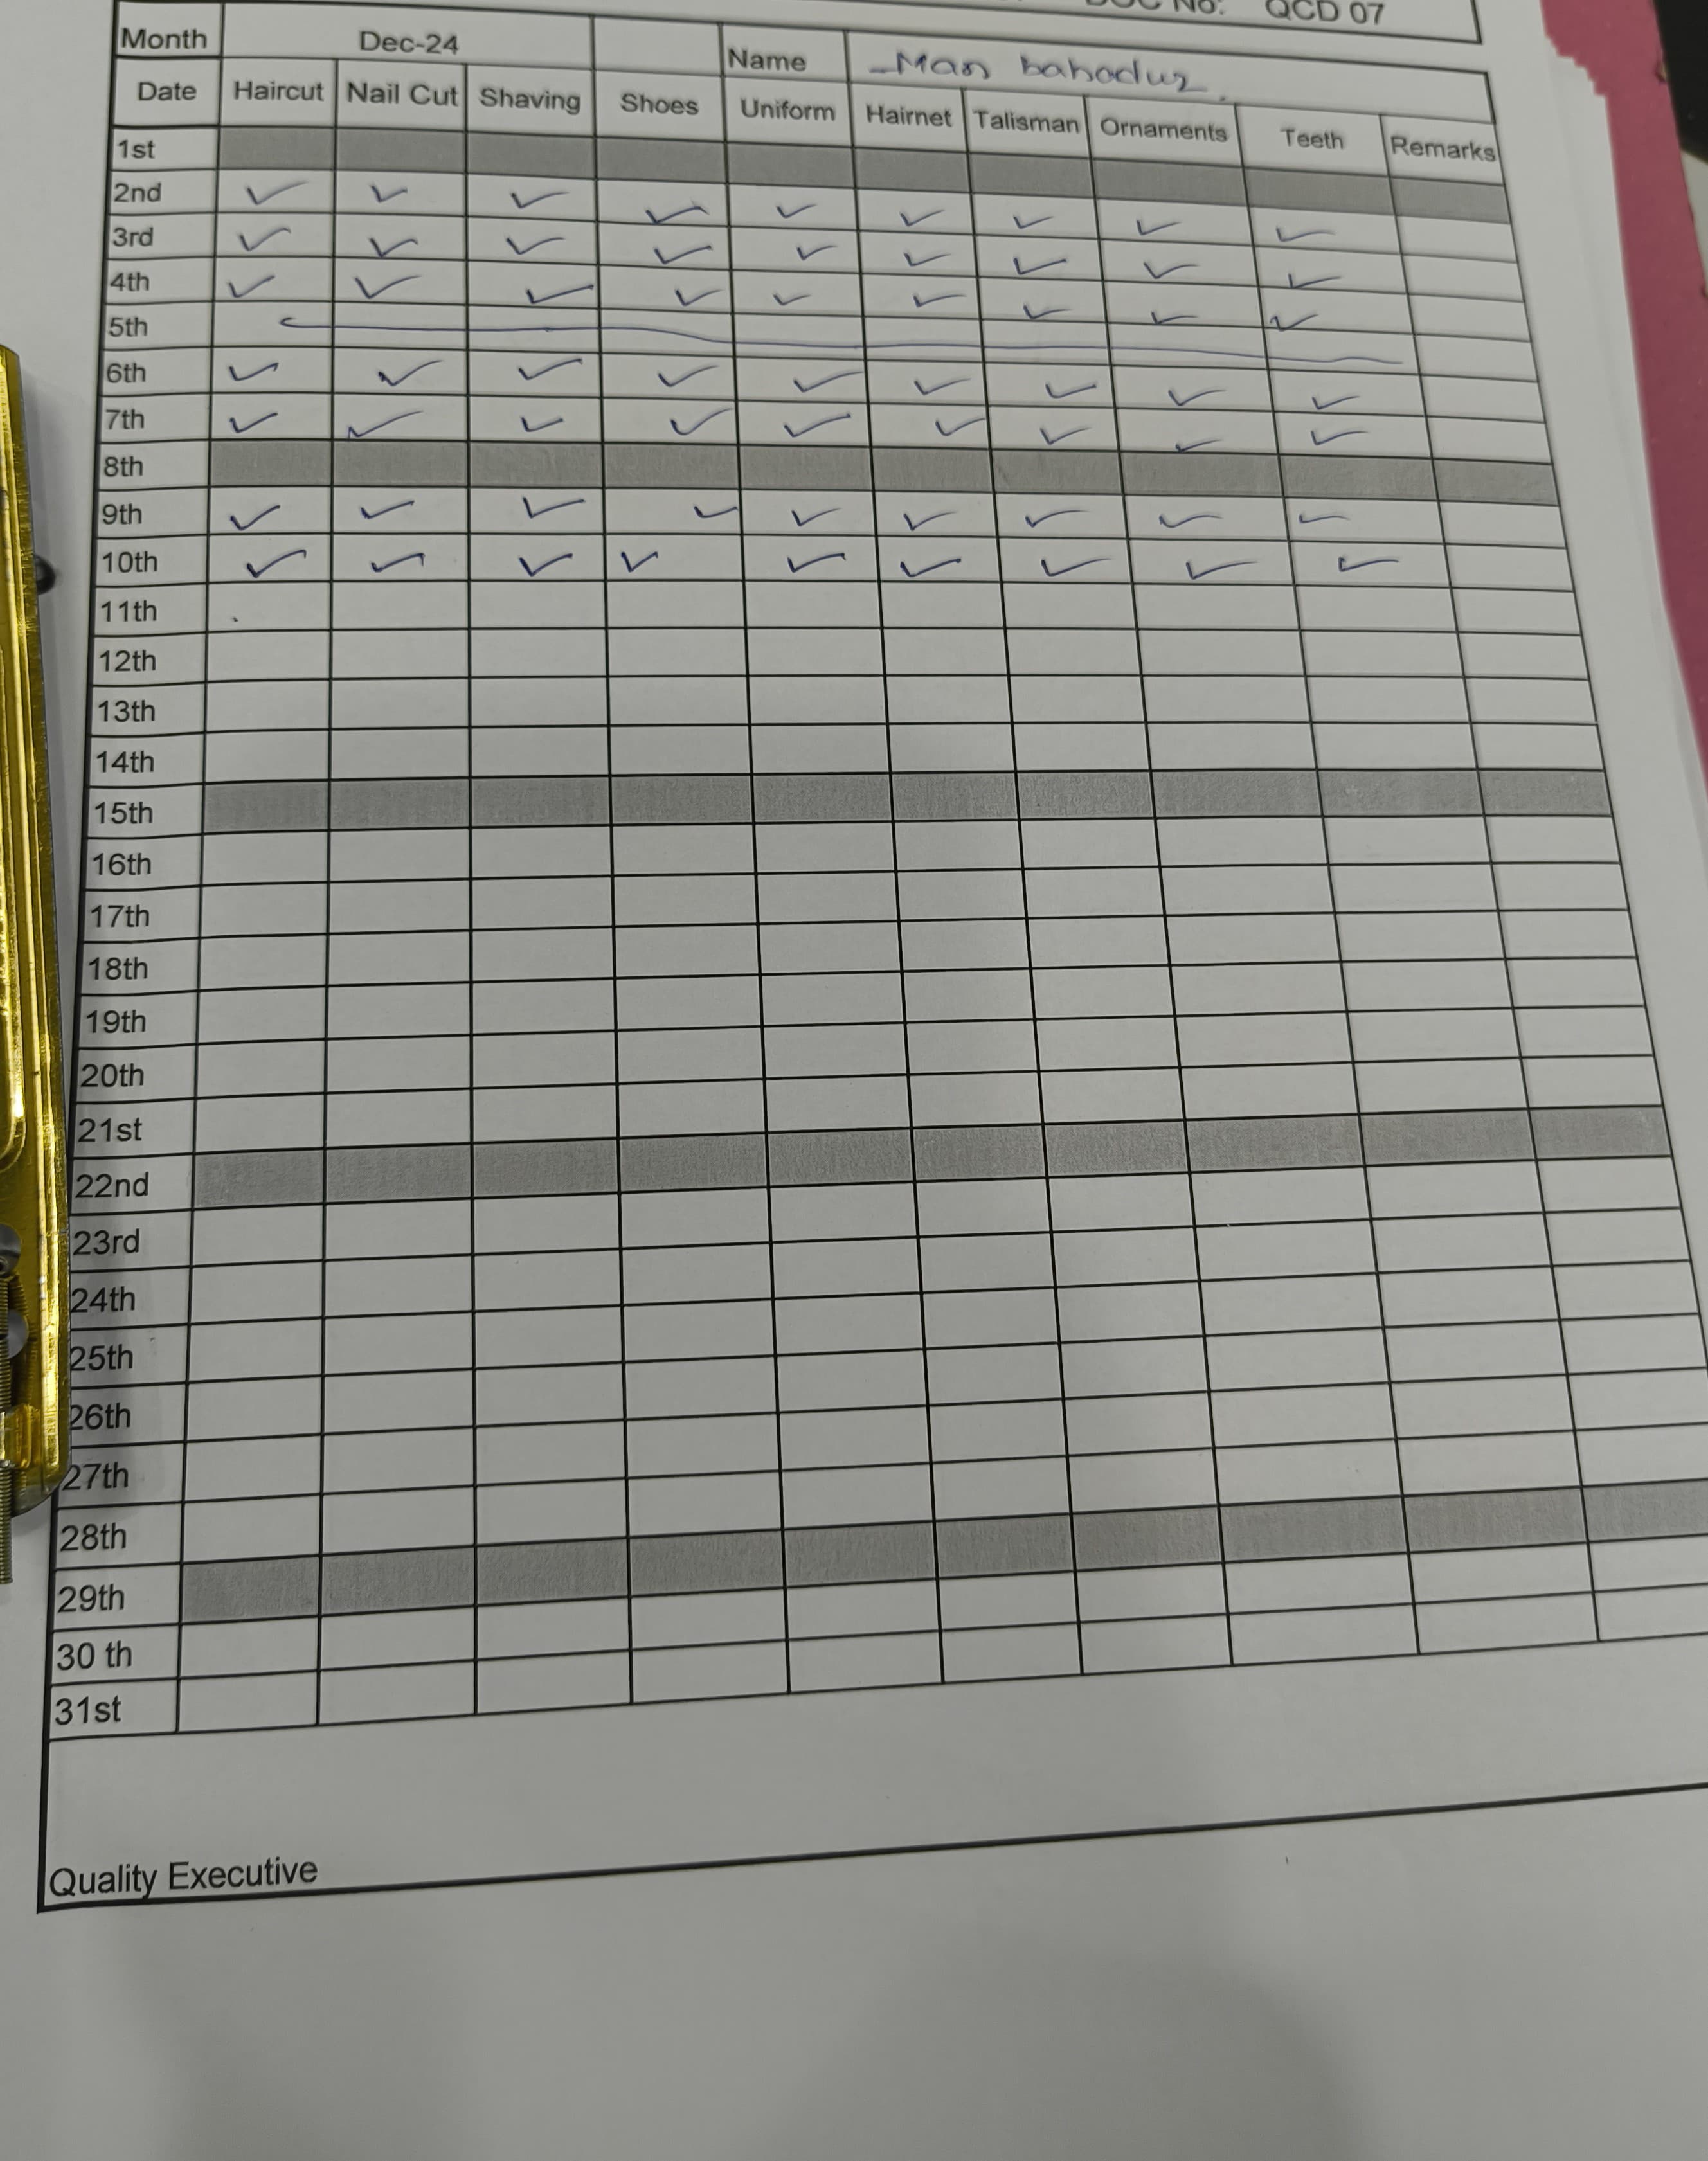 DOC No: QCD 07
Month Dec-24 Name Man bahadur
Date Haircut Nail Cut Shaving Shoes Uniform Hairnet Talisman Ornaments Teeth Remarks
1st
2nd ✓ ✓ ✓ ✓ ✓ ✓ ✓ ✓ ✓
3rd ✓ ✓ ✓ ✓ ✓ ✓ ✓ ✓ ✓
4th ✓ ✓ ✓ ✓ ✓ ✓ ✓ ✓ ✓
5th
6th ✓ ✓ ✓ ✓ ✓ ✓ ✓ ✓ ✓
7th ✓ ✓ ✓ ✓ ✓ ✓ ✓ ✓ ✓
8th
9th ✓ ✓ ✓ ✓ ✓ ✓ ✓ ✓ ✓
10th ✓ ✓ ✓ ✓ ✓ ✓ ✓ ✓ ✓
11th
12th
13th
14th
15th
16th
17th
18th
19th
20th
21st
22nd
23rd
24th
25th
26th
27th
28th
29th
30 th
31st
Quality Executive